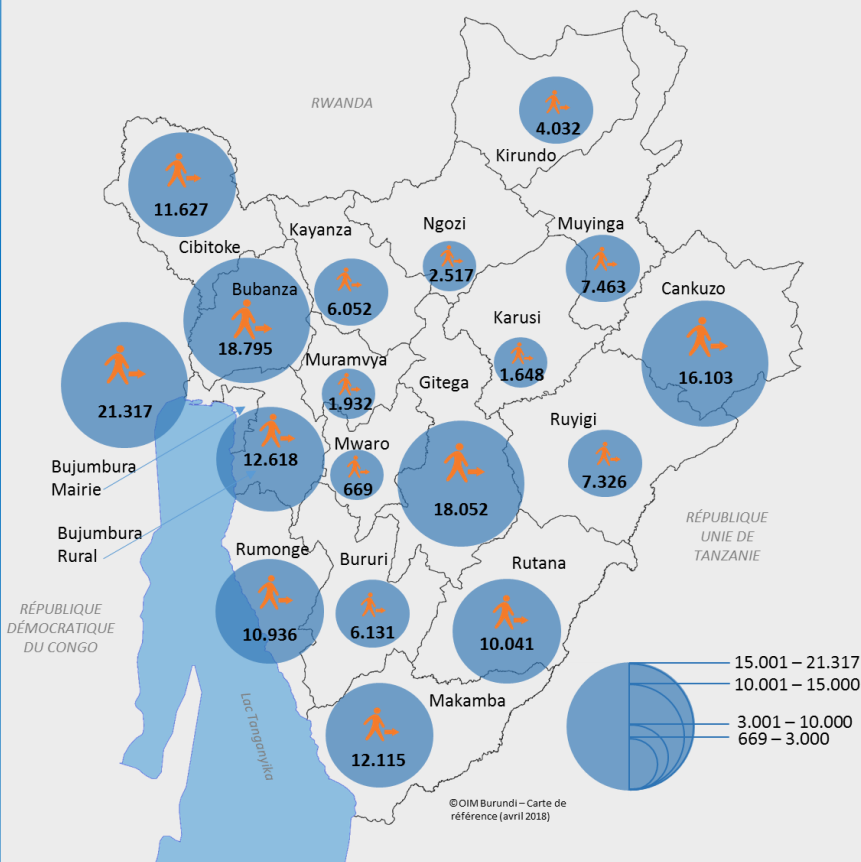 RWANDA
4.032
Kirundo
11.627
Cibitoke
Kayanza
6.052
Ngozi
2.517
Muyinga
7.463
Cankuzo
16.103
Bubanza
18.795
Karusi
1.648
21.317
Muramvya
1.932
Gitega
18.052
Ruyigi
7.326
12.618
Mwaro
669
Bujumbura
Mairie
Bujumbura
Rural
RÉPUBLIQUE
UNIE DE
TANZANIE
Rumonge
10.936
Bururi
6.131
Rutana
10.041
RÉPUBLIQUE
DÉMOCRATIQUE
DU CONGO
Lac Tanganyika
Makamba
12.115
15.001 – 21.317
10.001 – 15.000
3.001 – 10.000
669 – 3.000
©OIM Burundi – Carte de
référence (avril 2018)